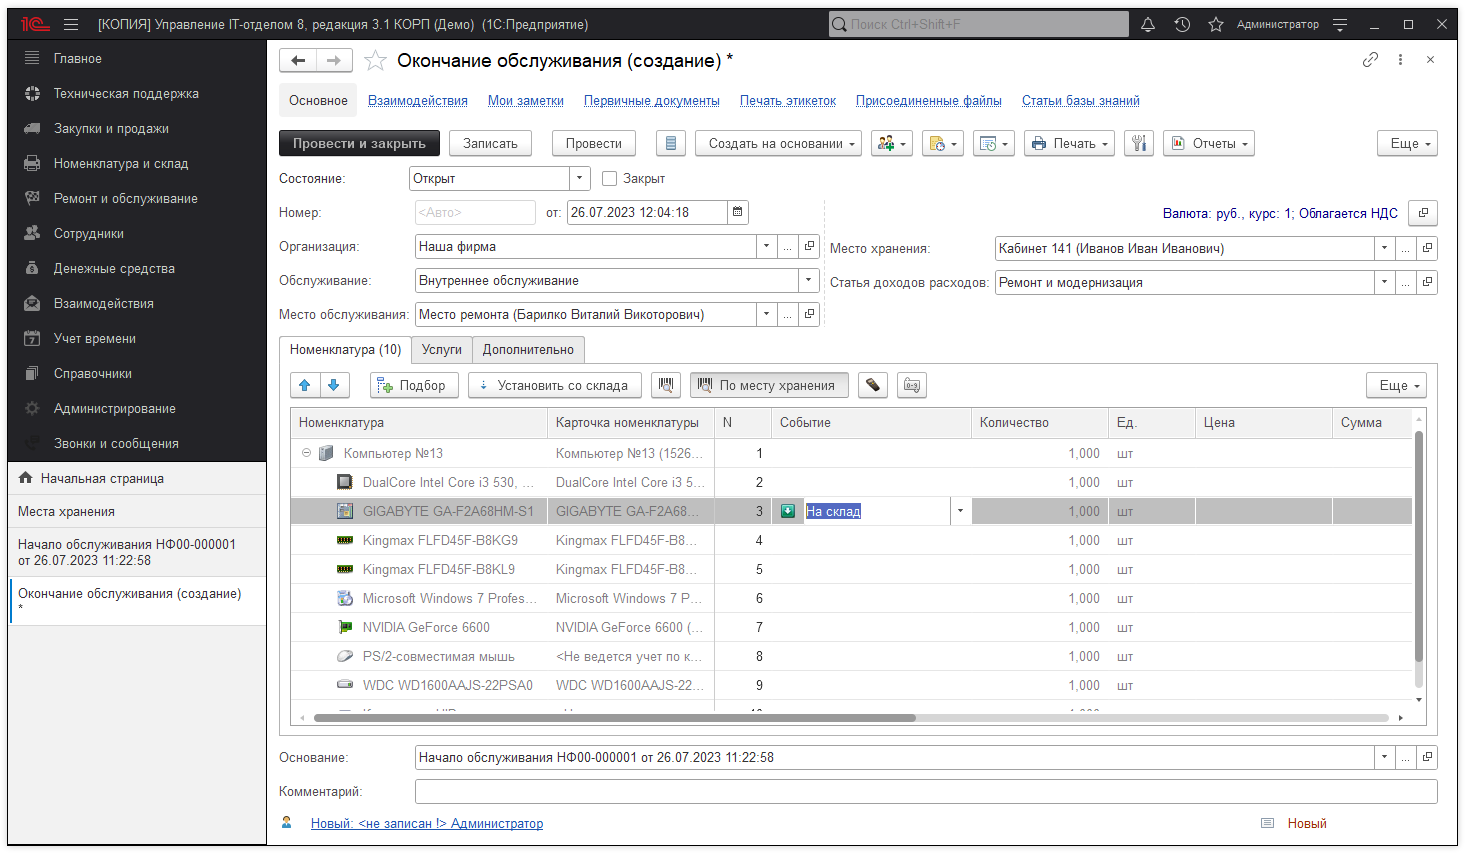 [КОПИЯ] Управление IT-отделом 8, редакция 3.1 КОРП (Демо) (1С:Предприятие)
Поиск Ctrl+Shift+F
Администратор
Главное
Техническая поддержка
Закупки и продажи
Номенклатура и склад
Ремонт и обслуживание
Сотрудники
Денежные средства
Взаимодействия
Учет времени
Справочники
Администрирование
Звонки и сообщения
Начальная страница
Места хранения
Начало обслуживания НФ00-000001
от 26.07.2023 11:22:58
Окончание обслуживания (создание)
*
Окончание обслуживания (создание) *
Основное Взаимодействия Мои заметки Первичные документы Печать этикеток Присоединенные файлы Статьи базы знаний
Провести и закрыть Записать Провести Создать на основании Печать Отчеты Еще
Состояние: Открыт Закрыт
Номер: <Авто> от: 26.07.2023 12:04:18
Валюта: руб., курс: 1; Облагается НДС
Организация: Наша фирма
Место хранения: Кабинет 141 (Иванов Иван Иванович)
Обслуживание: Внутреннее обслуживание
Статья доходов расходов: Ремонт и модернизация
Место обслуживания: Место ремонта (Барилко Виталий Викоторович)
Номенклатура (10) Услуги Дополнительно
Подбор Установить со склада По месту хранения Еще
Номенклатура Карточка номенклатуры N Событие Количество Ед. Цена Сумма
Компьютер №13 Компьютер №13 (1526... 1 1,000 шт
DualCore Intel Core i3 530, ... DualCore Intel Core i3 5... 2 1,000 шт
GIGABYTE GA-F2A68HM-S1 GIGABYTE GA-F2A68... 3 На склад 1,000 шт
Kingmax FLFD45F-B8KG9 Kingmax FLFD45F-B8... 4 1,000 шт
Kingmax FLFD45F-B8KL9 Kingmax FLFD45F-B8... 5 1,000 шт
Microsoft Windows 7 Profes... Microsoft Windows 7 P... 6 1,000 шт
NVIDIA GeForce 6600 NVIDIA GeForce 6600 (... 7 1,000 шт
PS/2-совместимая мышь <Не ведется учет по к... 8 1,000 шт
WDC WD1600AAJS-22PSA0 WDC WD1600AAJS-22... 9 1,000 шт
Основание: Начало обслуживания НФ00-000001 от 26.07.2023 11:22:58
Комментарий:
Новый: <не записан !> Администратор
Новый